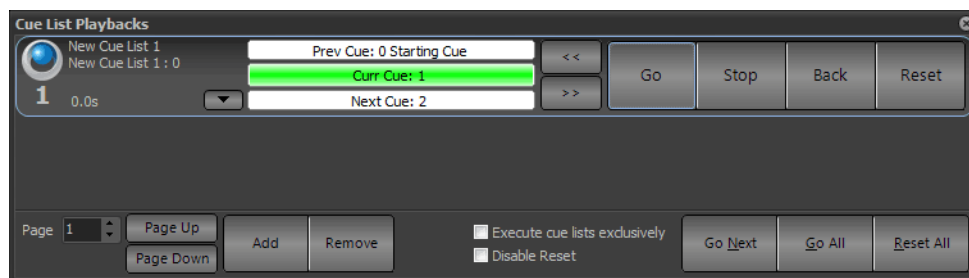 Cue List Playbacks
New Cue List 1
New Cue List 1 : 0
1
0.0s
Prev Cue: 0 Starting Cue
Curr Cue: 1
Next Cue: 2
<<
>>
Go
Stop
Back
Reset
Page
1
Page Up
Page Down
Add
Remove
Execute cue lists exclusively
Disable Reset
Go Next
Go All
Reset All